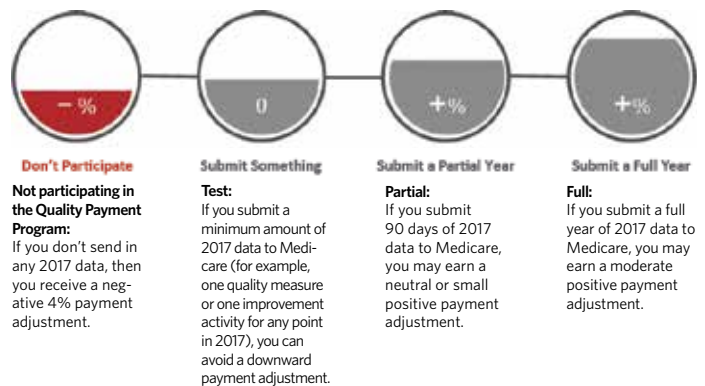 − %
0
+%
+%
Don't Participate
Submit Something
Submit a Partial Year
Submit a Full Year
Not participating in
the Quality Payment
Program:
If you don't send in
any 2017 data, then
you receive a neg-
ative 4% payment
adjustment.
Test:
If you submit a
minimum amount of
2017 data to Medi-
care (for example,
one quality measure
or one improvement
activity for any point
in 2017), you can
avoid a downward
payment adjustment.
Partial:
If you submit
90 days of 2017
data to Medicare,
you may earn a
neutral or small
positive payment
adjustment.
Full:
If you submit a full
year of 2017 data to
Medicare, you may
earn a moderate
positive payment
adjustment.